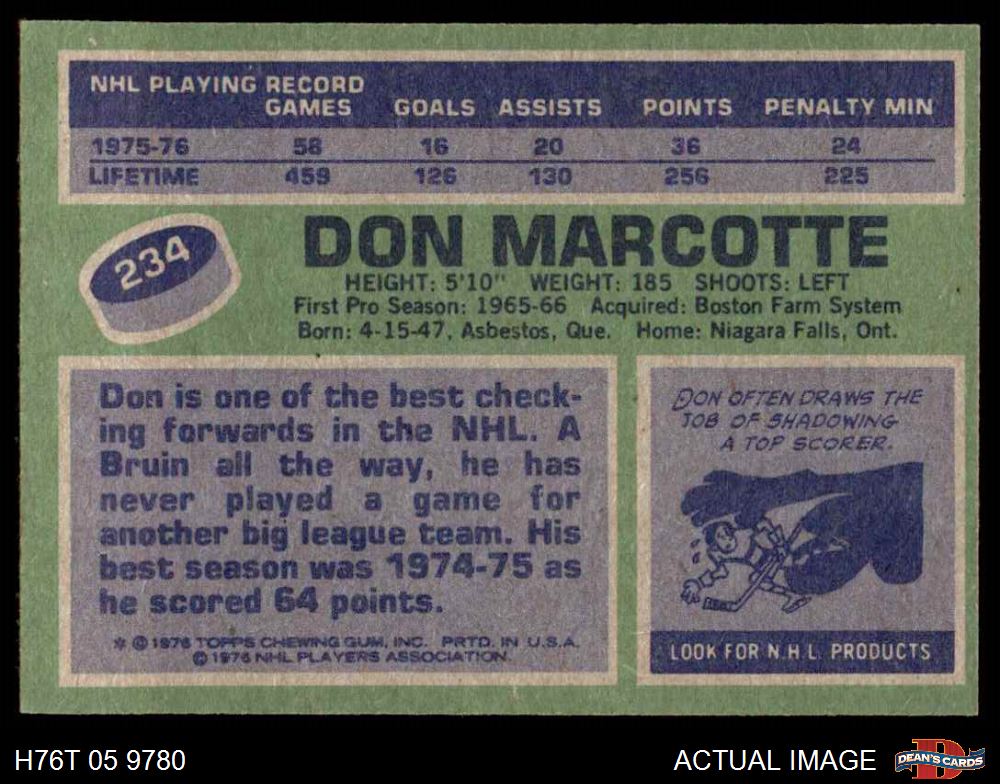 NHL PLAYING RECORD
GAMES GOALS ASSISTS POINTS PENALTY MIN
1975-76 58 16 20 36 24
LIFETIME 459 126 130 256 225
234
DON MARCOTTE
HEIGHT: 5'10" WEIGHT: 185 SHOOTS: LEFT
First Pro Season: 1965-66 Acquired: Boston Farm System
Born: 4-15-47, Asbestos, Que. Home: Niagara Falls, Ont.
Don is one of the best check-
ing forwards in the NHL. A
Bruin all the way, he has
never played a game for
another big league team. His
best season was 1974-75 as
he scored 64 points.
* © 1976 TOPPS CHEWING GUM, INC. PRTD. IN U.S.A.
© 1976 NHL PLAYERS ASSOCIATION.
DON OFTEN DRAWS THE
JOB OF SHADOWING
A TOP SCORER.
LOOK FOR N.H.L. PRODUCTS
H76T 05 9780
ACTUAL IMAGE
D
DEAN'S CARDS